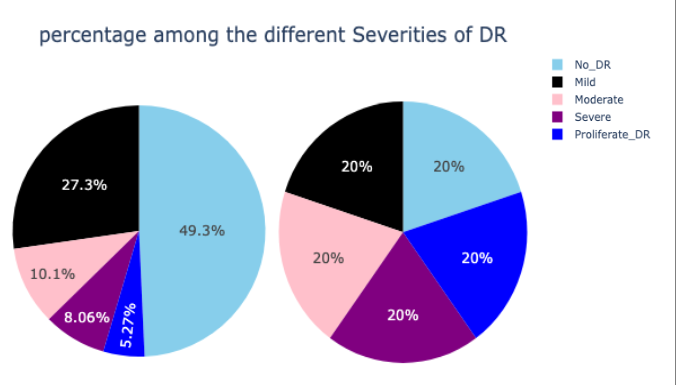 percentage among the different Severities of DR
No_DR
Mild
Moderate
Severe
Proliferate_DR
27.3%
49.3%
10.1%
8.06%
5.27%
20%
20%
20%
20%
20%